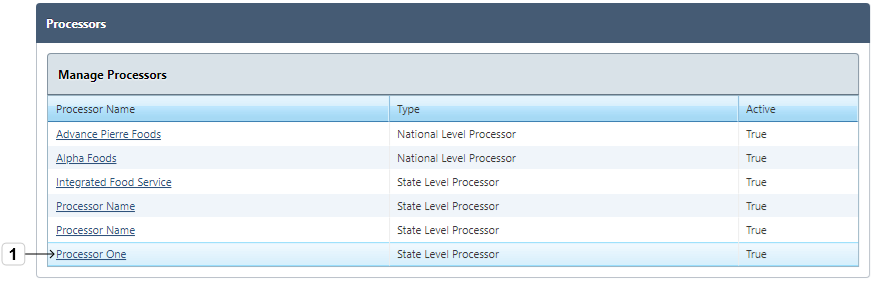 Processors
Manage Processors
Processor Name Type Active
Advance Pierre Foods National Level Processor True
Alpha Foods National Level Processor True
Integrated Food Service State Level Processor True
Processor Name State Level Processor True
Processor Name State Level Processor True
1 Processor One State Level Processor True